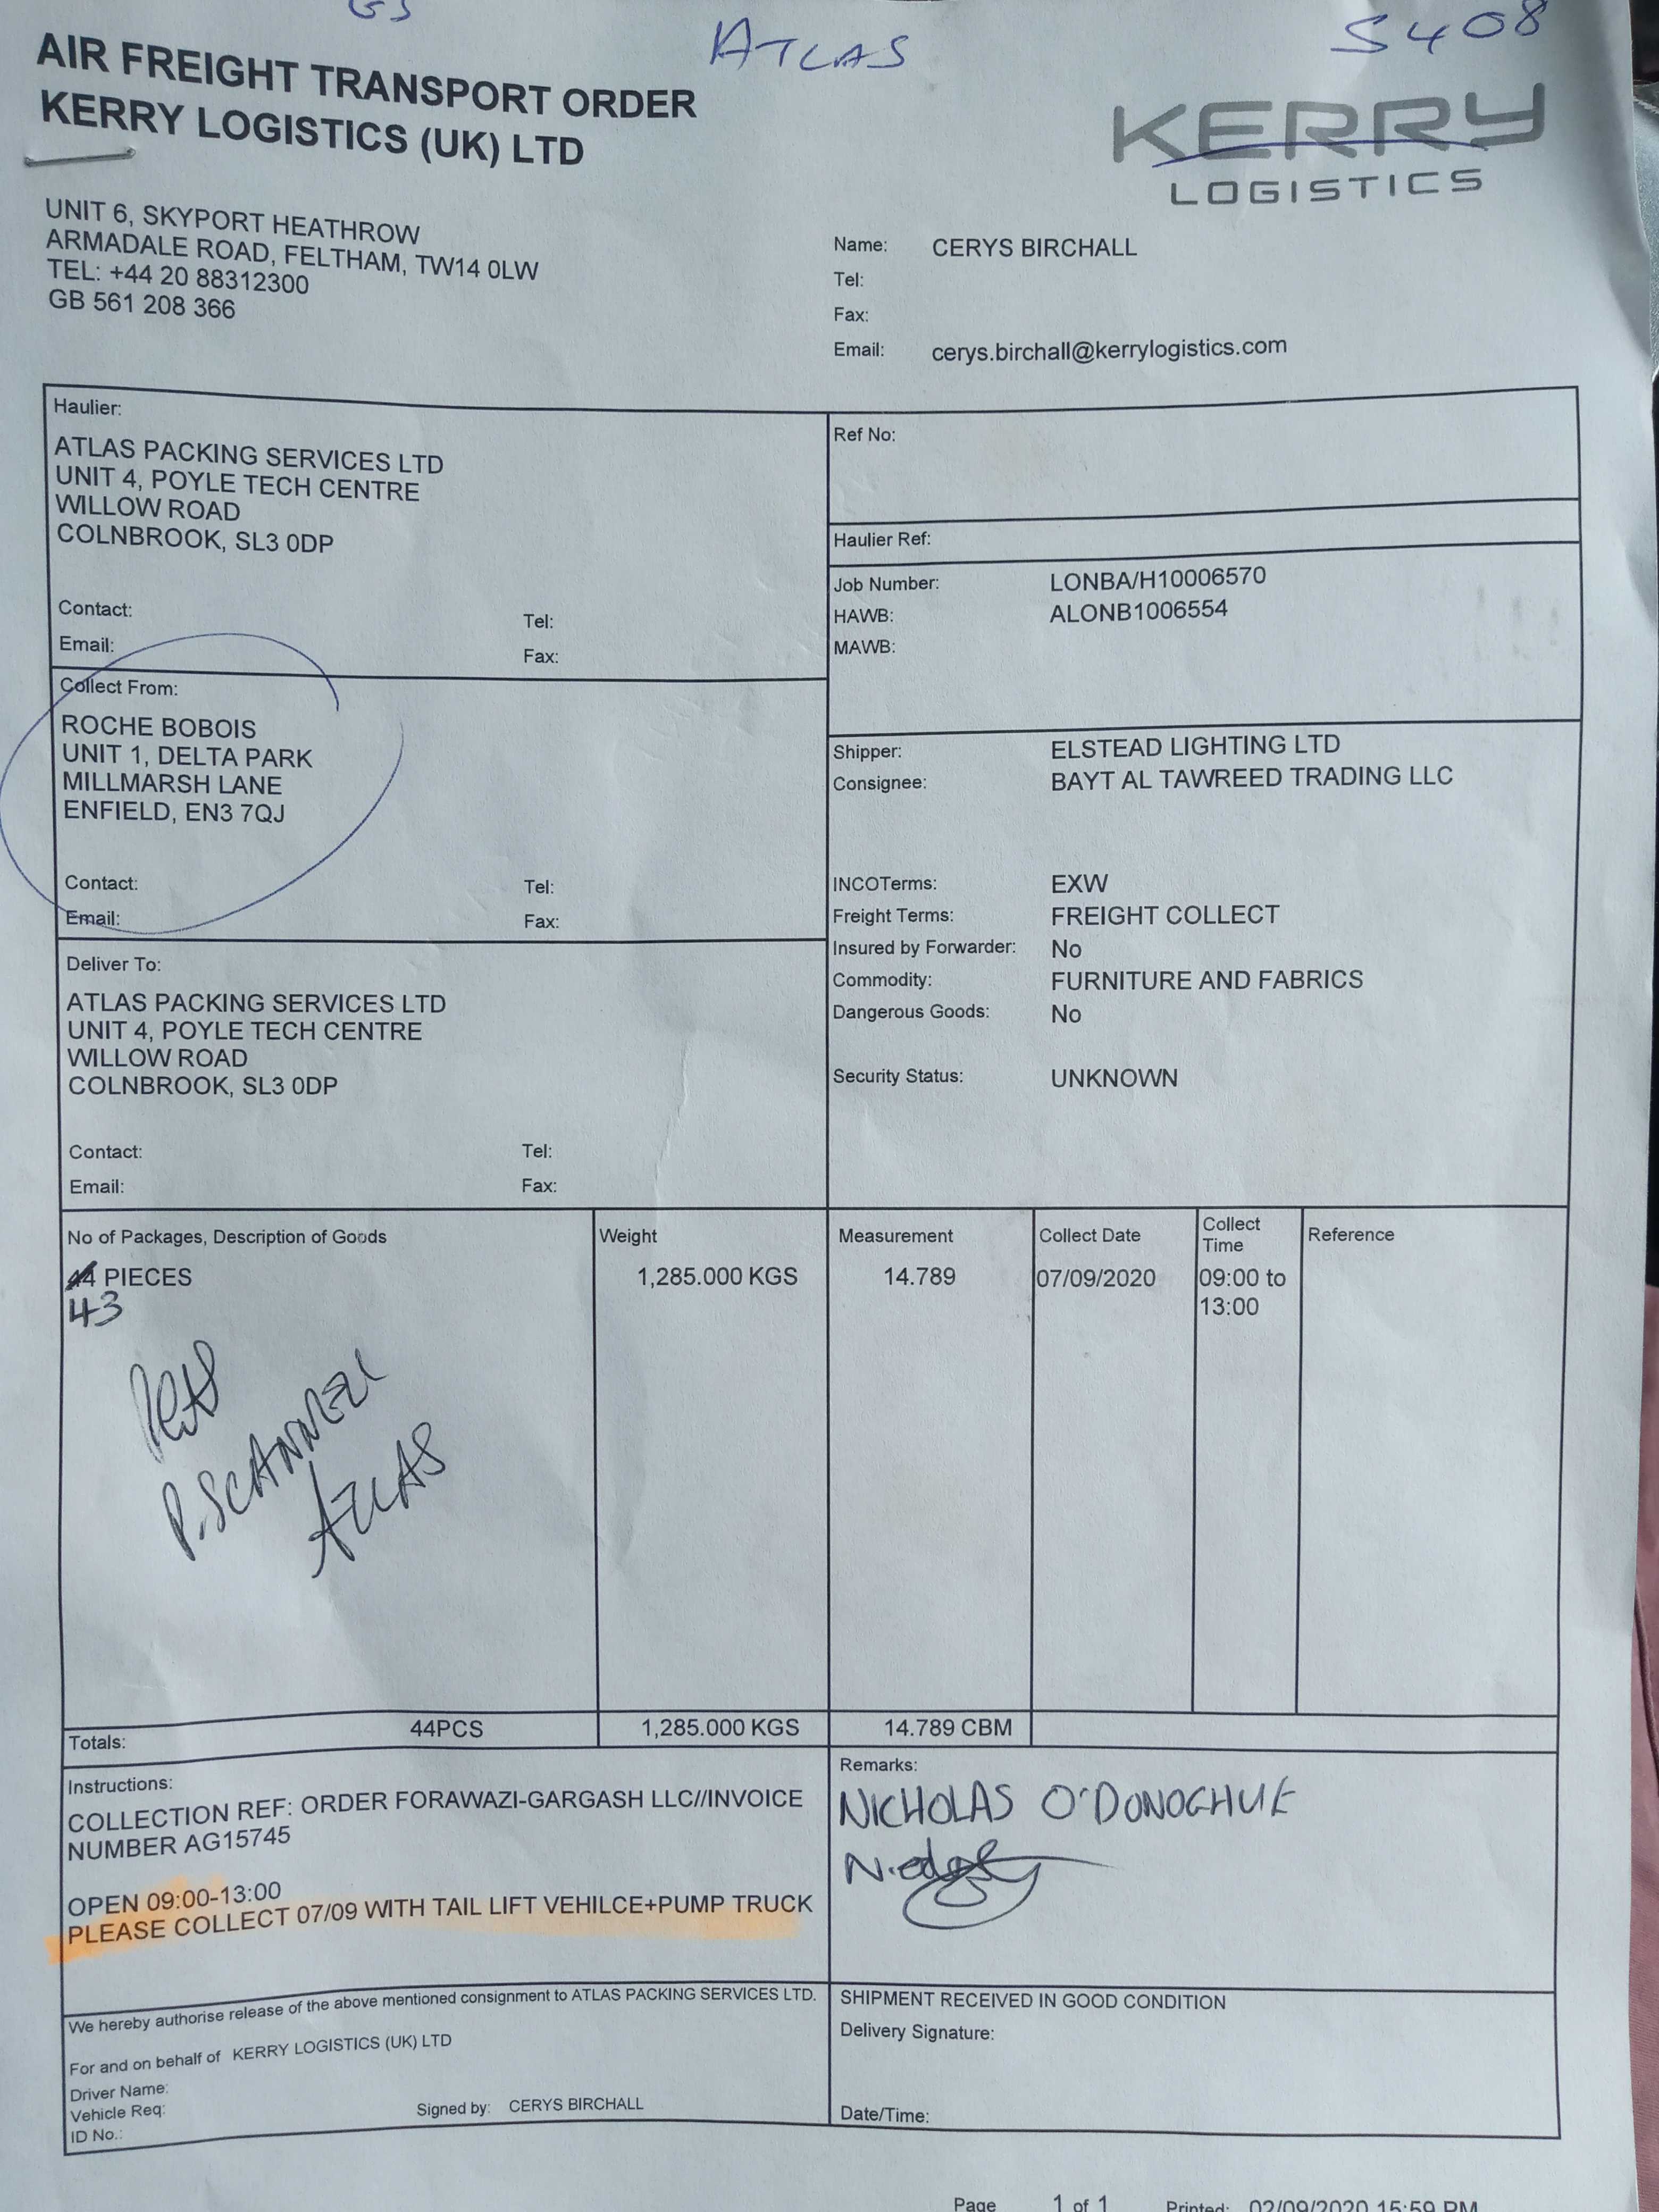 GS
ATLAS
S408
AIR FREIGHT TRANSPORT ORDER
KERRY LOGISTICS (UK) LTD
KERRY
LOGISTICS
UNIT 6, SKYPORT HEATHROW
ARMADALE ROAD, FELTHAM, TW14 0LW
TEL: +44 20 88312300
GB 561 208 366
Name: CERYS BIRCHALL
Tel:
Fax:
Email: cerys.birchall@kerrylogistics.com
Haulier:
ATLAS PACKING SERVICES LTD
UNIT 4, POYLE TECH CENTRE
WILLOW ROAD
COLNBROOK, SL3 0DP
Contact: Tel:
Email: Fax:
Ref No:
Haulier Ref:
Job Number: LONBA/H10006570
HAWB: ALONB1006554
MAWB:
Collect From:
ROCHE BOBOIS
UNIT 1, DELTA PARK
MILLMARSH LANE
ENFIELD, EN3 7QJ
Contact: Tel:
Email: Fax:
Shipper: ELSTEAD LIGHTING LTD
Consignee: BAYT AL TAWREED TRADING LLC
INCOTerms: EXW
Freight Terms: FREIGHT COLLECT
Insured by Forwarder: No
Commodity: FURNITURE AND FABRICS
Dangerous Goods: No
Security Status: UNKNOWN
Deliver To:
ATLAS PACKING SERVICES LTD
UNIT 4, POYLE TECH CENTRE
WILLOW ROAD
COLNBROOK, SL3 0DP
Contact: Tel:
Email: Fax:
No of Packages, Description of Goods Weight Measurement Collect Date Collect Time Reference
44 PIECES 1,285.000 KGS 14.789 07/09/2020 09:00 to
13:00
43
P.SCANNELL
ATLAS
Totals: 44PCS 1,285.000 KGS 14.789 CBM
Instructions:
COLLECTION REF: ORDER FORAWAZI-GARGASH LLC//INVOICE
NUMBER AG15745
OPEN 09:00-13:00
PLEASE COLLECT 07/09 WITH TAIL LIFT VEHILCE+PUMP TRUCK
Remarks:
NICHOLAS O'DONOGHUE
We hereby authorise release of the above mentioned consignment to ATLAS PACKING SERVICES LTD.
For and on behalf of KERRY LOGISTICS (UK) LTD
Driver Name:
Vehicle Req:
Signed by: CERYS BIRCHALL
ID No.:
SHIPMENT RECEIVED IN GOOD CONDITION
Delivery Signature:
Date/Time:
Page 1 of 1 Printed: 02/09/2020 15:59 PM